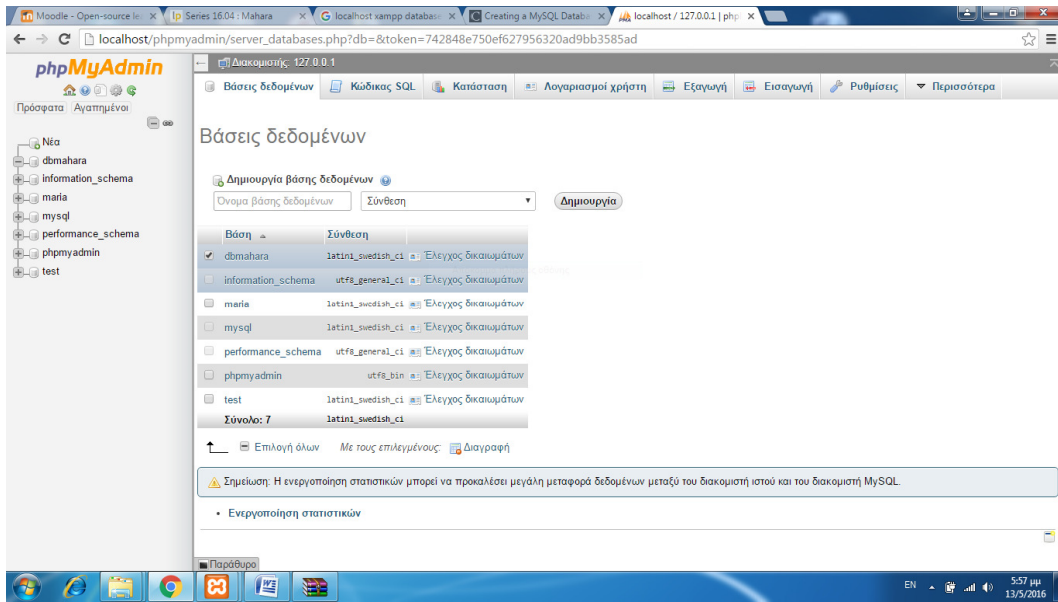 Moodle - Open-source le
Series 16.04 : Mahara
localhost xampp database
Creating a MySQL Databa
localhost / 127.0.0.1 | php
localhost/phpmyadmin/server_databases.php?db=&token=742848e750ef627956320ad9bb3585ad
phpMyAdmin
Πρόσφατα Αγαπημένοι
Νέα
dbmahara
information_schema
maria
mysql
performance_schema
phpmyadmin
test
Διακομιστής: 127.0.0.1
Βάσεις δεδομένων Κώδικας SQL Κατάσταση Λογαριασμοί χρήστη Εξαγωγή Εισαγωγή Ρυθμίσεις Περισσότερα
Βάσεις δεδομένων
Δημιουργία βάσης δεδομένων
Όνομα βάσης δεδομένων Σύνθεση Δημιουργία
Βάση Σύνθεση
dbmahara latin1_swedish_ci Έλεγχος δικαιωμάτων
information_schema utf8_general_ci Έλεγχος δικαιωμάτων
maria latin1_swedish_ci Έλεγχος δικαιωμάτων
mysql latin1_swedish_ci Έλεγχος δικαιωμάτων
performance_schema utf8_general_ci Έλεγχος δικαιωμάτων
phpmyadmin utf8_bin Έλεγχος δικαιωμάτων
test latin1_swedish_ci Έλεγχος δικαιωμάτων
Σύνολο: 7 latin1_swedish_ci
Επιλογή όλων Με τους επιλεγμένους: Διαγραφή
Σημείωση: Η ενεργοποίηση στατιστικών μπορεί να προκαλέσει μεγάλη μεταφορά δεδομένων μεταξύ του διακομιστή ιστού και του διακομιστή MySQL.
Ενεργοποίηση στατιστικών
Παράθυρο
EN
5:57 μμ
13/5/2016